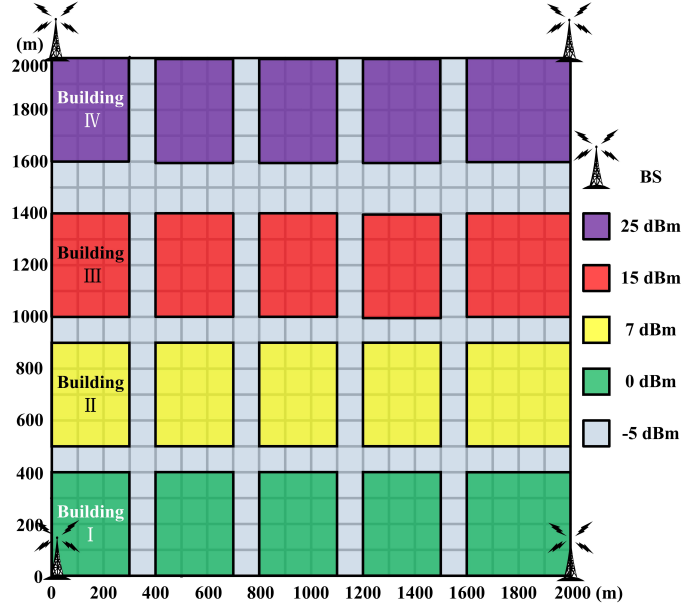 (m)
2000
1800
1600
1400
1200
1000
800
600
400
200
0
Building
Ⅳ
Building
Ⅲ
Building
Ⅱ
Building
Ⅰ
0 200 400 600 800 1000 1200 1400 1600 1800 2000 (m)
BS
25 dBm
15 dBm
7 dBm
0 dBm
-5 dBm